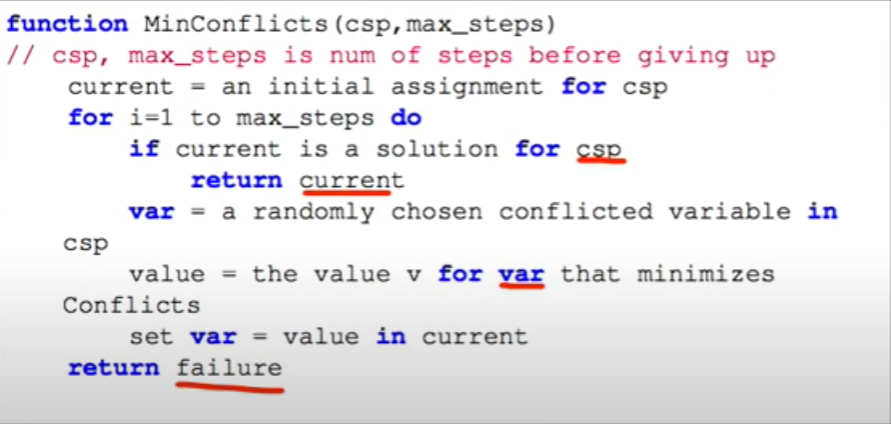 function MinConflicts(csp,max_steps)
// csp, max_steps is num of steps before giving up
current = an initial assignment for csp
for i=1 to max_steps do
if current is a solution for csp
return current
var = a randomly chosen conflicted variable in
csp
value = the value v for var that minimizes
Conflicts
set var = value in current
return failure